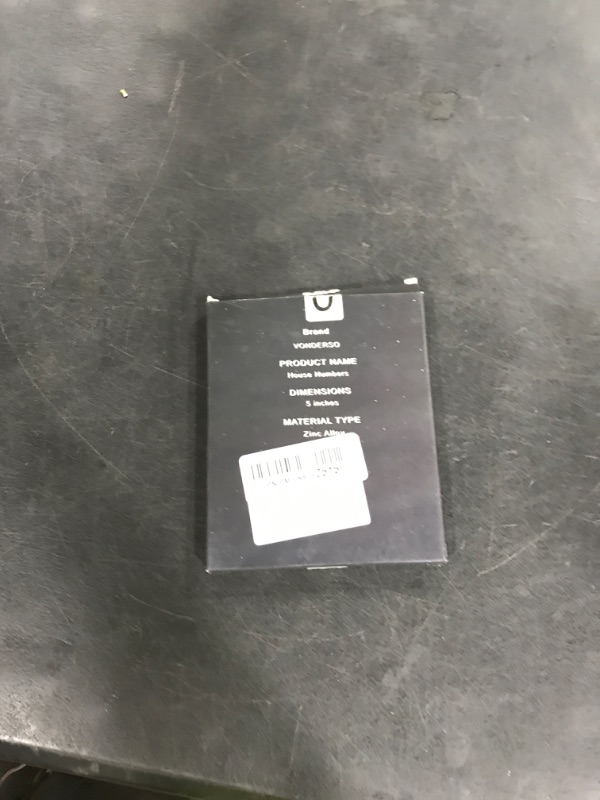 Brand
VONDERSO
PRODUCT NAME
House Numbers
DIMENSIONS
5 inches
MATERIAL TYPE
Zinc Alloy